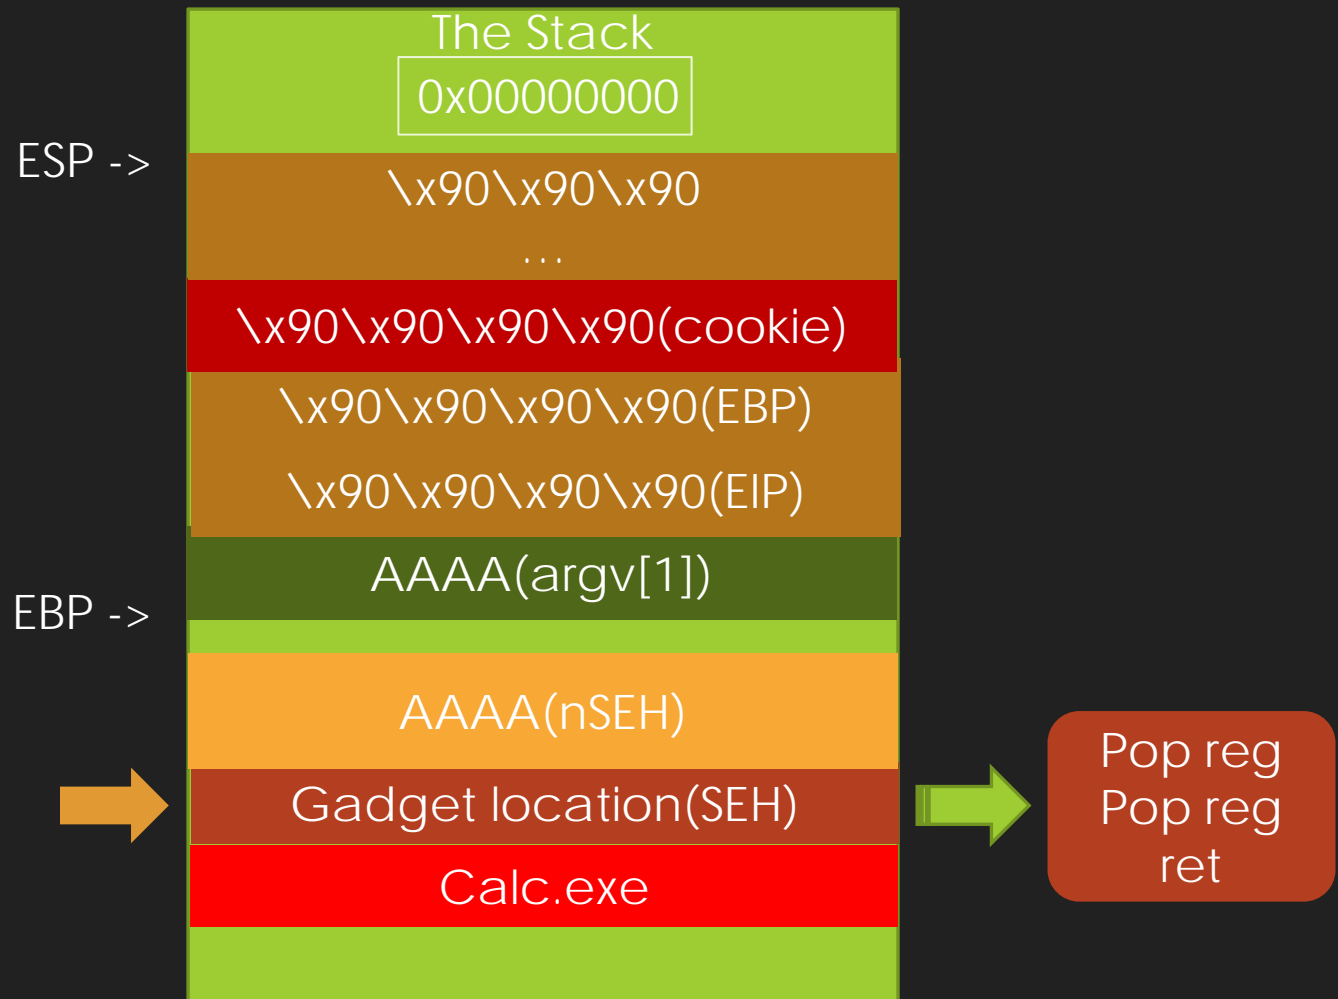 The Stack
0x00000000
ESP ->
\x90\x90\x90
...
\x90\x90\x90\x90(cookie)
\x90\x90\x90\x90(EBP)
\x90\x90\x90\x90(EIP)
AAAA(argv[1])
EBP ->
AAAA(nSEH)
Gadget location(SEH)
Calc.exe
Pop reg
Pop reg
ret